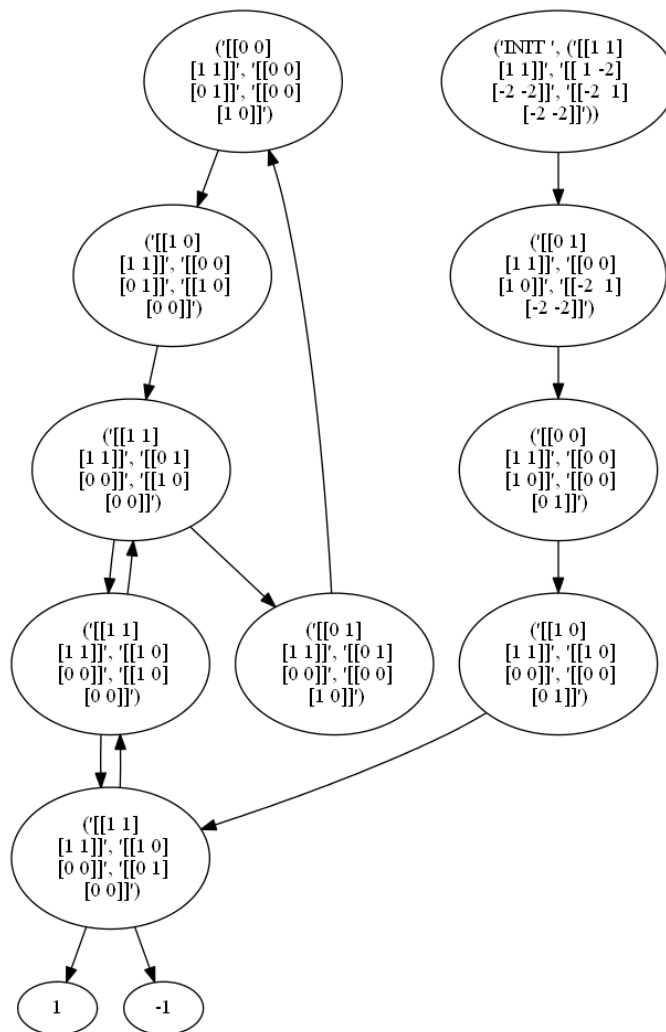 ('[[0 0]
[1 1]]', '[[0 0]
[0 1]]', '[[0 0]
[1 0]]')
('INIT ', ('[[1 1]
[1 1]]', '[[ 1 -2]
[-2 -2]]', '[[-2  1]
[-2 -2]]'))
('[[1 0]
[1 1]]', '[[0 0]
[0 1]]', '[[1 0]
[0 0]]')
('[[0 1]
[1 1]]', '[[0 0]
[1 0]]', '[[-2  1]
[-2 -2]]')
('[[1 1]
[1 1]]', '[[0 1]
[0 0]]', '[[1 0]
[0 0]]')
('[[0 0]
[1 1]]', '[[0 0]
[1 0]]', '[[0 0]
[0 1]]')
('[[1 1]
[1 1]]', '[[1 0]
[0 0]]', '[[1 0]
[0 0]]')
('[[0 1]
[1 1]]', '[[0 1]
[0 0]]', '[[0 0]
[1 0]]')
('[[1 0]
[1 1]]', '[[1 0]
[0 0]]', '[[0 0]
[0 1]]')
('[[1 1]
[1 1]]', '[[1 0]
[0 0]]', '[[0 1]
[0 0]]')
1
-1